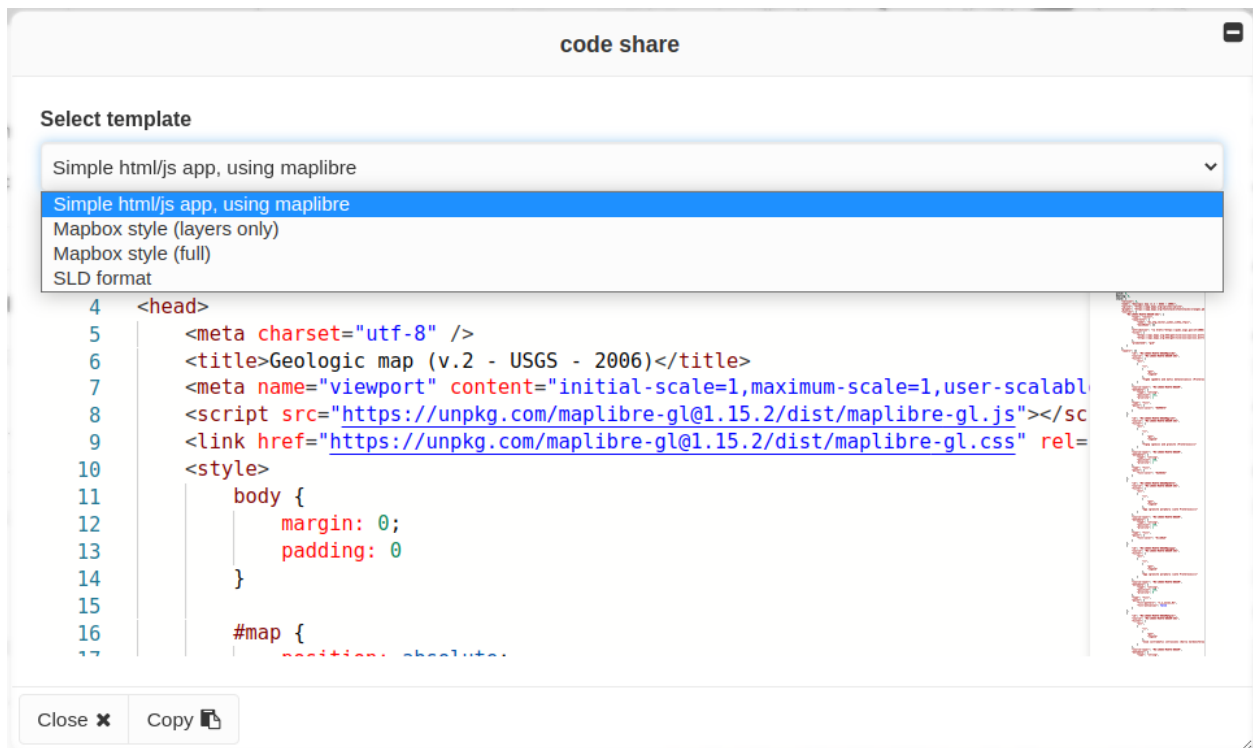 code share
Select template
Simple html/js app, using maplibre
Simple html/js app, using maplibre
Mapbox style (layers only)
Mapbox style (full)
SLD format
4 <head>
5 <meta charset="utf-8" />
6 <title>Geologic map (v.2 - USGS - 2006)</title>
7 <meta name="viewport" content="initial-scale=1,maximum-scale=1,user-scalabl
8 <script src="https://unpkg.com/maplibre-gl@1.15.2/dist/maplibre-gl.js"></sc
9 <link href="https://unpkg.com/maplibre-gl@1.15.2/dist/maplibre-gl.css" rel=
10 <style>
11 body {
12 margin: 0;
13 padding: 0
14 }
15
16 #map {
17 position: absolute;
Close Copy